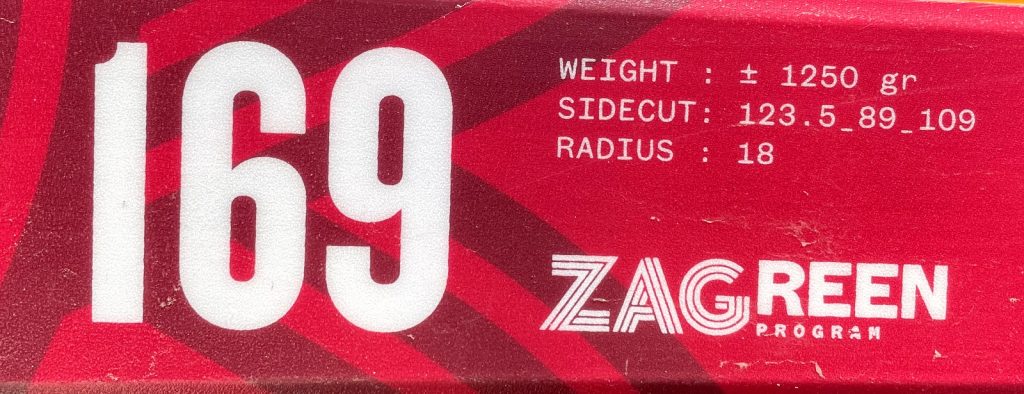 169
WEIGHT : ± 1250 gr
SIDECUT: 123.5_89_109
RADIUS : 18
ZAGREEN
PROGRAM